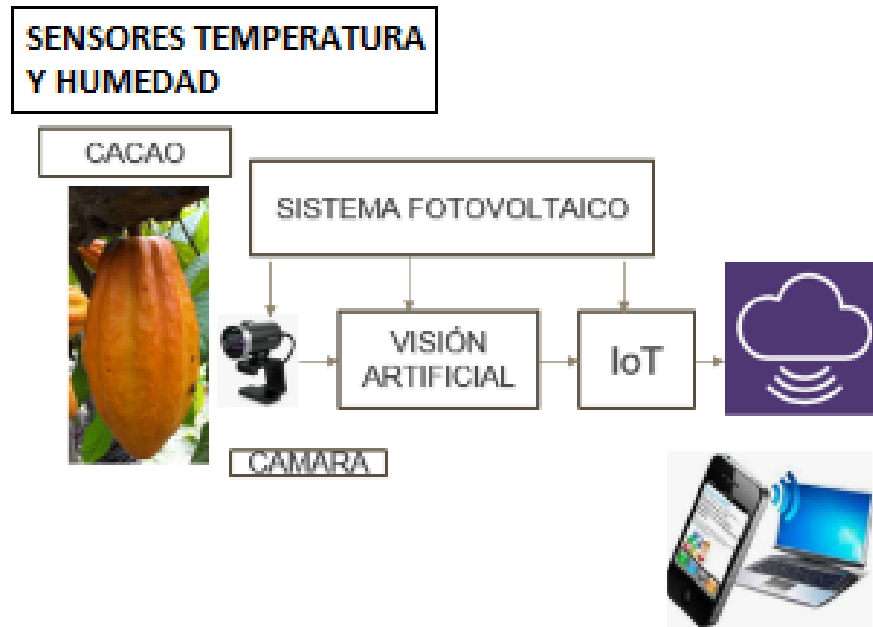 SENSORES TEMPERATURA
Y HUMEDAD
CACAO
SISTEMA FOTOVOLTAICO
VISIÓN
ARTIFICIAL
IoT
CAMARA